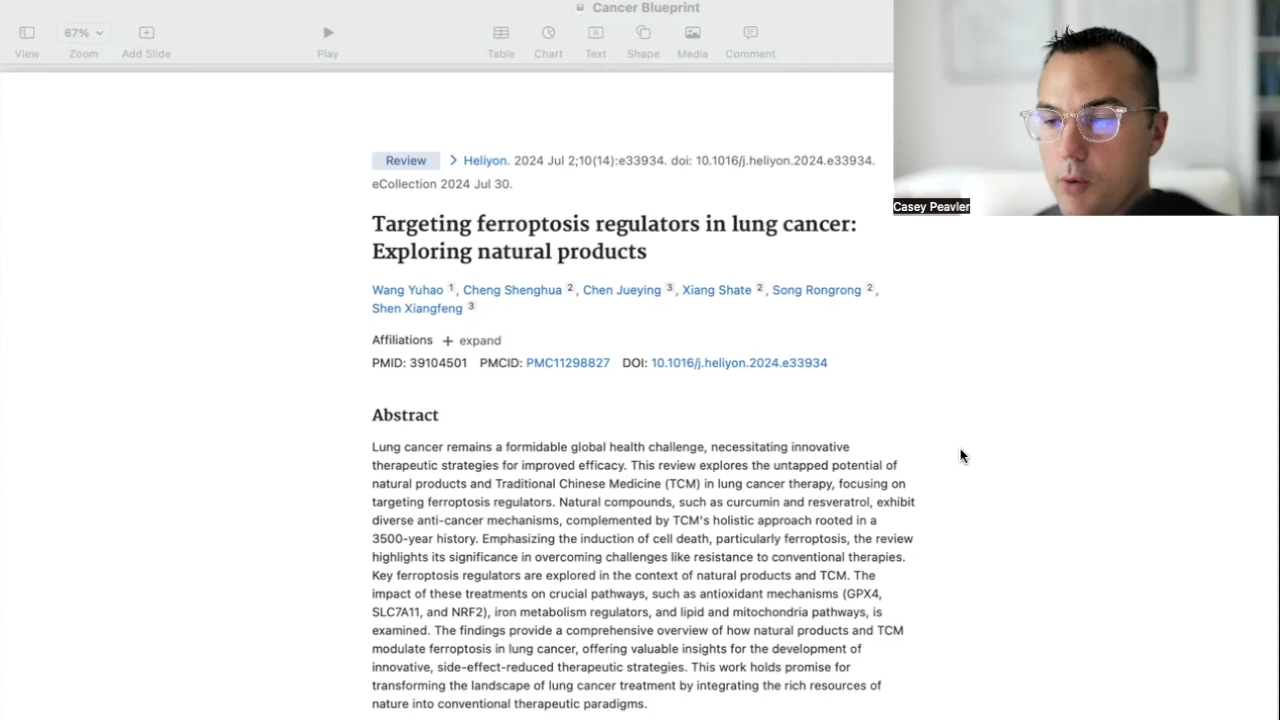 Cancer Blueprint
67%
View
Zoom
Add Slide
Play
Table
Chart
Text
Shape
Media
Comment
Casey Peavler
Review
Heliyon. 2024 Jul 2;10(14):e33934. doi: 10.1016/j.heliyon.2024.e33934.
eCollection 2024 Jul 30.
Targeting ferroptosis regulators in lung cancer:
Exploring natural products
Wang Yuhao 1, Cheng Shenghua 2, Chen Jueying 3, Xiang Shate 2, Song Rongrong 2,
Shen Xiangfeng 3
Affiliations + expand
PMID: 39104501 PMCID: PMC11298827 DOI: 10.1016/j.heliyon.2024.e33934
Abstract
Lung cancer remains a formidable global health challenge, necessitating innovative
therapeutic strategies for improved efficacy. This review explores the untapped potential of
natural products and Traditional Chinese Medicine (TCM) in lung cancer therapy, focusing on
targeting ferroptosis regulators. Natural compounds, such as curcumin and resveratrol, exhibit
diverse anti-cancer mechanisms, complemented by TCM's holistic approach rooted in a
3500-year history. Emphasizing the induction of cell death, particularly ferroptosis, the review
highlights its significance in overcoming challenges like resistance to conventional therapies.
Key ferroptosis regulators are explored in the context of natural products and TCM. The
impact of these treatments on crucial pathways, such as antioxidant mechanisms (GPX4,
SLC7A11, and NRF2), iron metabolism regulators, and lipid and mitochondria pathways, is
examined. The findings provide a comprehensive overview of how natural products and TCM
modulate ferroptosis in lung cancer, offering valuable insights for the development of
innovative, side-effect-reduced therapeutic strategies. This work holds promise for
transforming the landscape of lung cancer treatment by integrating the rich resources of
nature into conventional therapeutic paradigms.